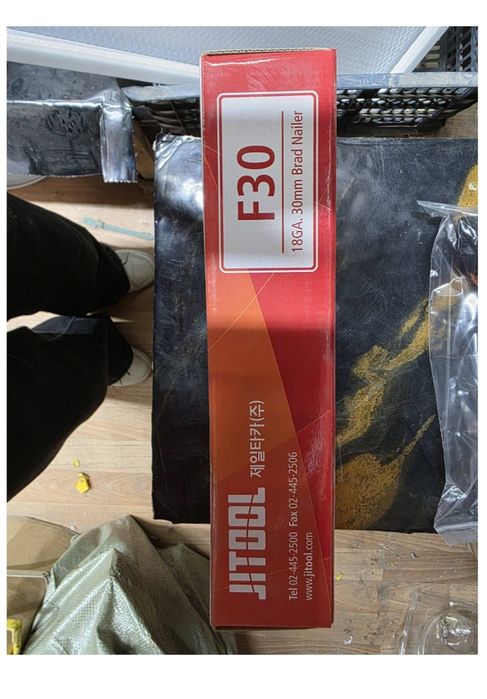 JITOOL 제일타카(주)
Tel 02-445-2500 Fax 02-445-2506
www.jitool.com
F30
18GA. 30mm Brad Nailer